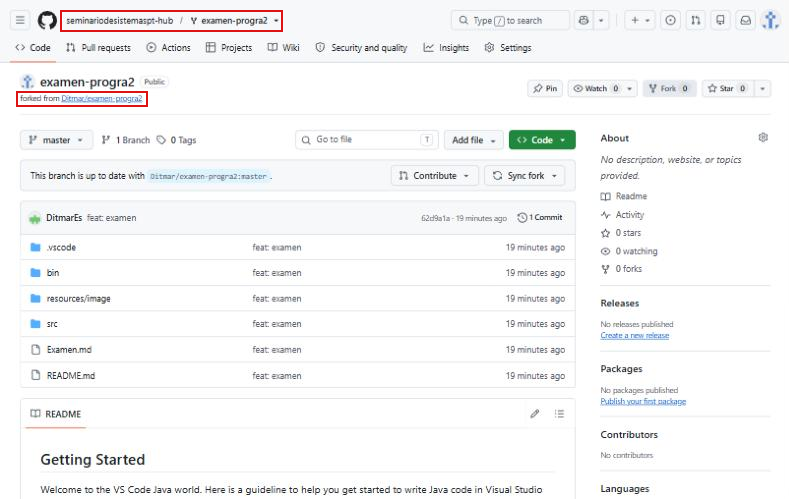 seminariodesistemaspt-hub / examen-progra2
Type / to search
Code Pull requests Actions Projects Wiki Security and quality Insights Settings
examen-progra2 Public
forked from Ditmar/examen-progra2
Pin Watch 0 Fork 0 Star 0
master 1 Branch 0 Tags Go to file T Add file Code
This branch is up to date with Ditmar/examen-progra2:master .
Contribute Sync fork
DitmarEs feat: examen 62d9a1a · 19 minutes ago 1 Commit
.vscode feat: examen 19 minutes ago
bin feat: examen 19 minutes ago
resources/image feat: examen 19 minutes ago
src feat: examen 19 minutes ago
Examen.md feat: examen 19 minutes ago
README.md feat: examen 19 minutes ago
README
Getting Started
Welcome to the VS Code Java world. Here is a guideline to help you get started to write Java code in Visual Studio
About
No description, website, or topics
provided.
Readme
Activity
0 stars
0 watching
0 forks
Releases
No releases published
Create a new release
Packages
No packages published
Publish your first package
Contributors
No contributors
Languages